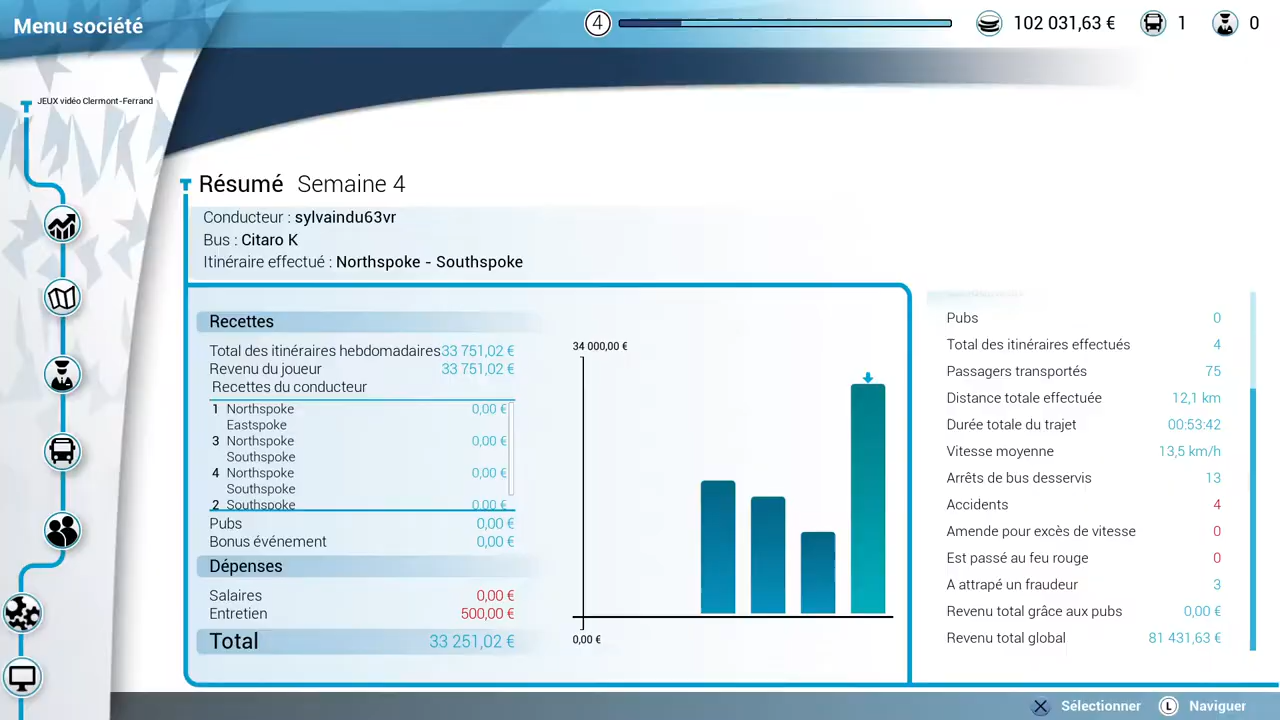 Menu société
4
102 031,63 €
1
0
JEUX vidéo Clermont-Ferrand
Résumé Semaine 4
Conducteur : sylvaindu63vr
Bus : Citaro K
Itinéraire effectué : Northspoke - Southspoke
Recettes
Total des itinéraires hebdomadaires 33 751,02 €
Revenu du joueur 33 751,02 €
Recettes du conducteur
1 Northspoke 0,00 €
Eastspoke
3 Northspoke 0,00 €
Southspoke
4 Northspoke 0,00 €
Southspoke
2 Southspoke 0,00 €
Pubs 0,00 €
Bonus événement 0,00 €
Dépenses
Salaires 0,00 €
Entretien 500,00 €
Total 33 251,02 €
34 000,00 €
0,00 €
Pubs 0
Total des itinéraires effectués 4
Passagers transportés 75
Distance totale effectuée 12,1 km
Durée totale du trajet 00:53:42
Vitesse moyenne 13,5 km/h
Arrêts de bus desservis 13
Accidents 4
Amende pour excès de vitesse 0
Est passé au feu rouge 0
A attrapé un fraudeur 3
Revenu total grâce aux pubs 0,00 €
Revenu total global 81 431,63 €
Sélectionner
L Naviguer